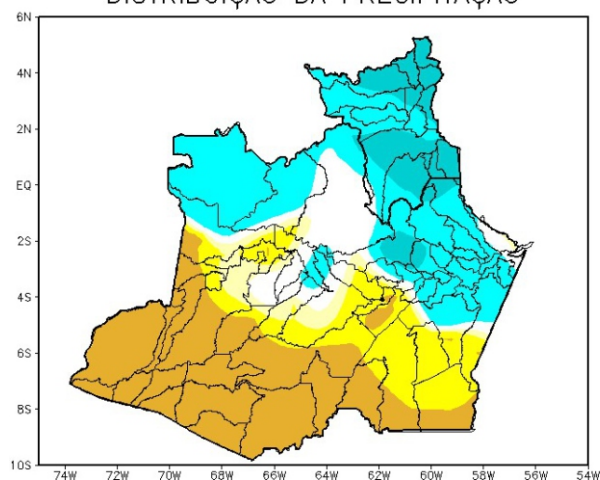 DISTRIBUIÇÃO DA PRECIPITAÇÃO
6N
4N
2N
EQ
2S
4S
6S
8S
10S
74W 72W 70W 68W 66W 64W 62W 60W 58W 56W 54W